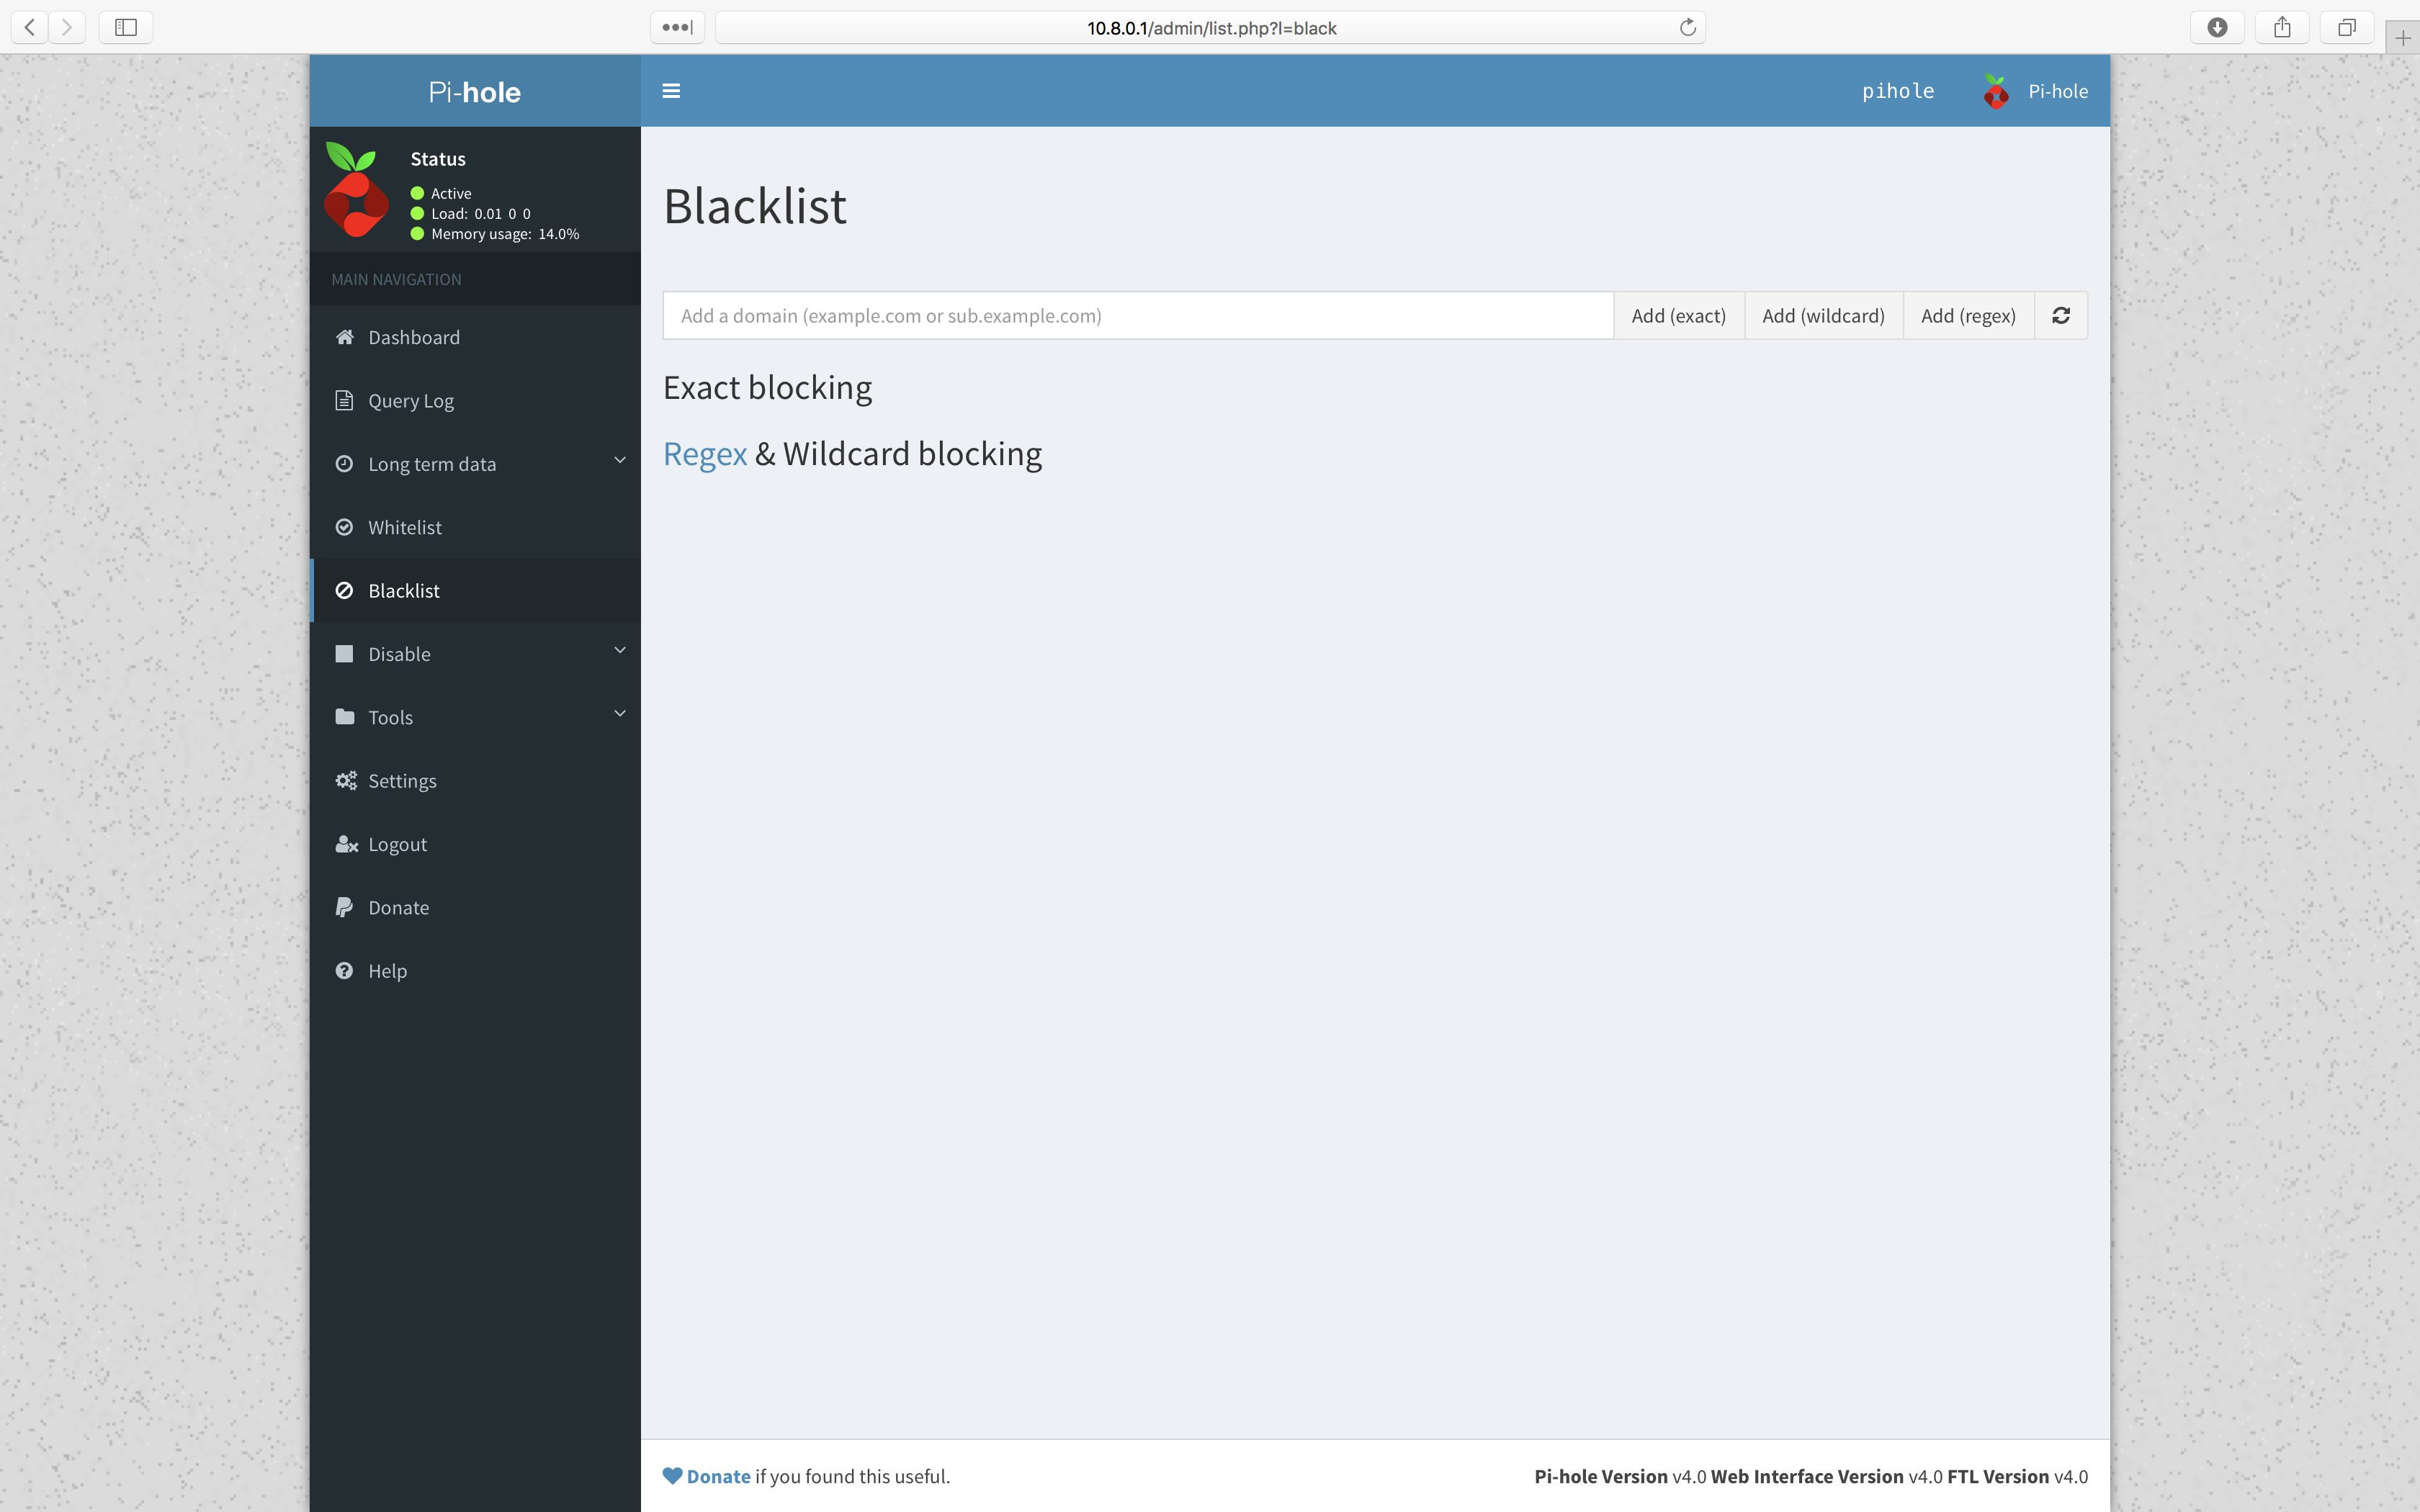 10.8.0.1/admin/list.php?l=black
Pi-hole
pihole
Pi-hole
Status
Active
Load: 0.01 0 0
Memory usage: 14.0%
MAIN NAVIGATION
Dashboard
Query Log
Long term data
Whitelist
Blacklist
Disable
Tools
Settings
Logout
Donate
Help
Blacklist
Add a domain (example.com or sub.example.com)
Add (exact)
Add (wildcard)
Add (regex)
Exact blocking
Regex & Wildcard blocking
Donate if you found this useful.
Pi-hole Version v4.0 Web Interface Version v4.0 FTL Version v4.0